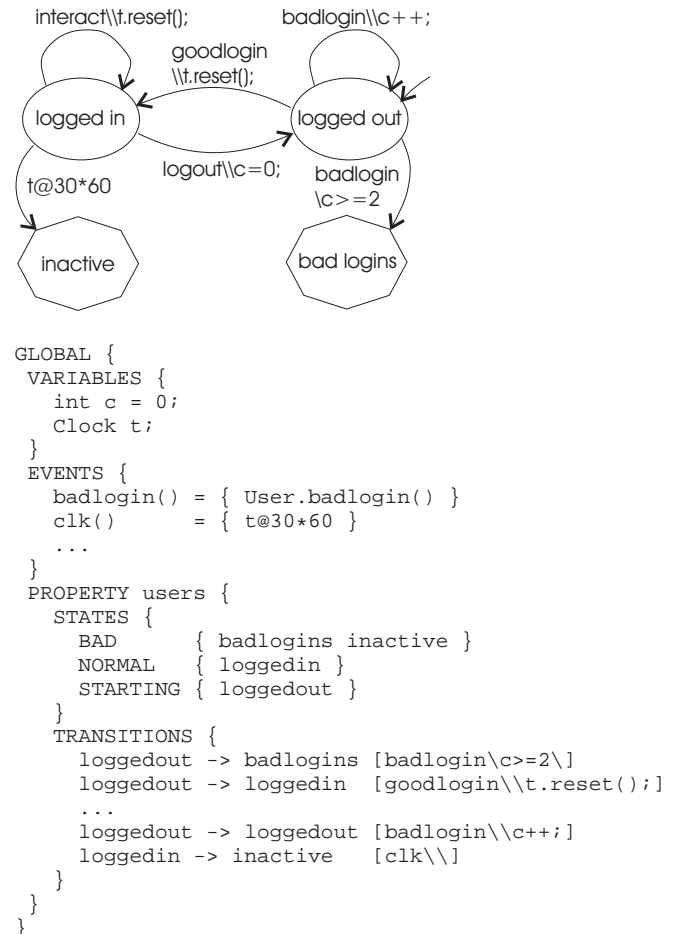 interact\\t.reset();
badlogin\\c++;
goodlogin
\\t.reset();
logged in
logged out
logout\\c=0;
badlogin
\c>=2
t@30*60
inactive
bad logins
GLOBAL {
VARIABLES {
int c = 0;
Clock t;
}
EVENTS {
badlogin() = { User.badlogin() }
clk() = { t@30*60 }
...
}
PROPERTY users {
STATES {
BAD { badlogins inactive }
NORMAL { loggedin }
STARTING { loggedout }
}
TRANSITIONS {
loggedout -> badlogins [badlogin\c>=2\]
loggedout -> loggedin [goodlogin\\t.reset();]
...
loggedout -> loggedout [badlogin\\c++;]
loggedin -> inactive [clk\\]
}
}
}